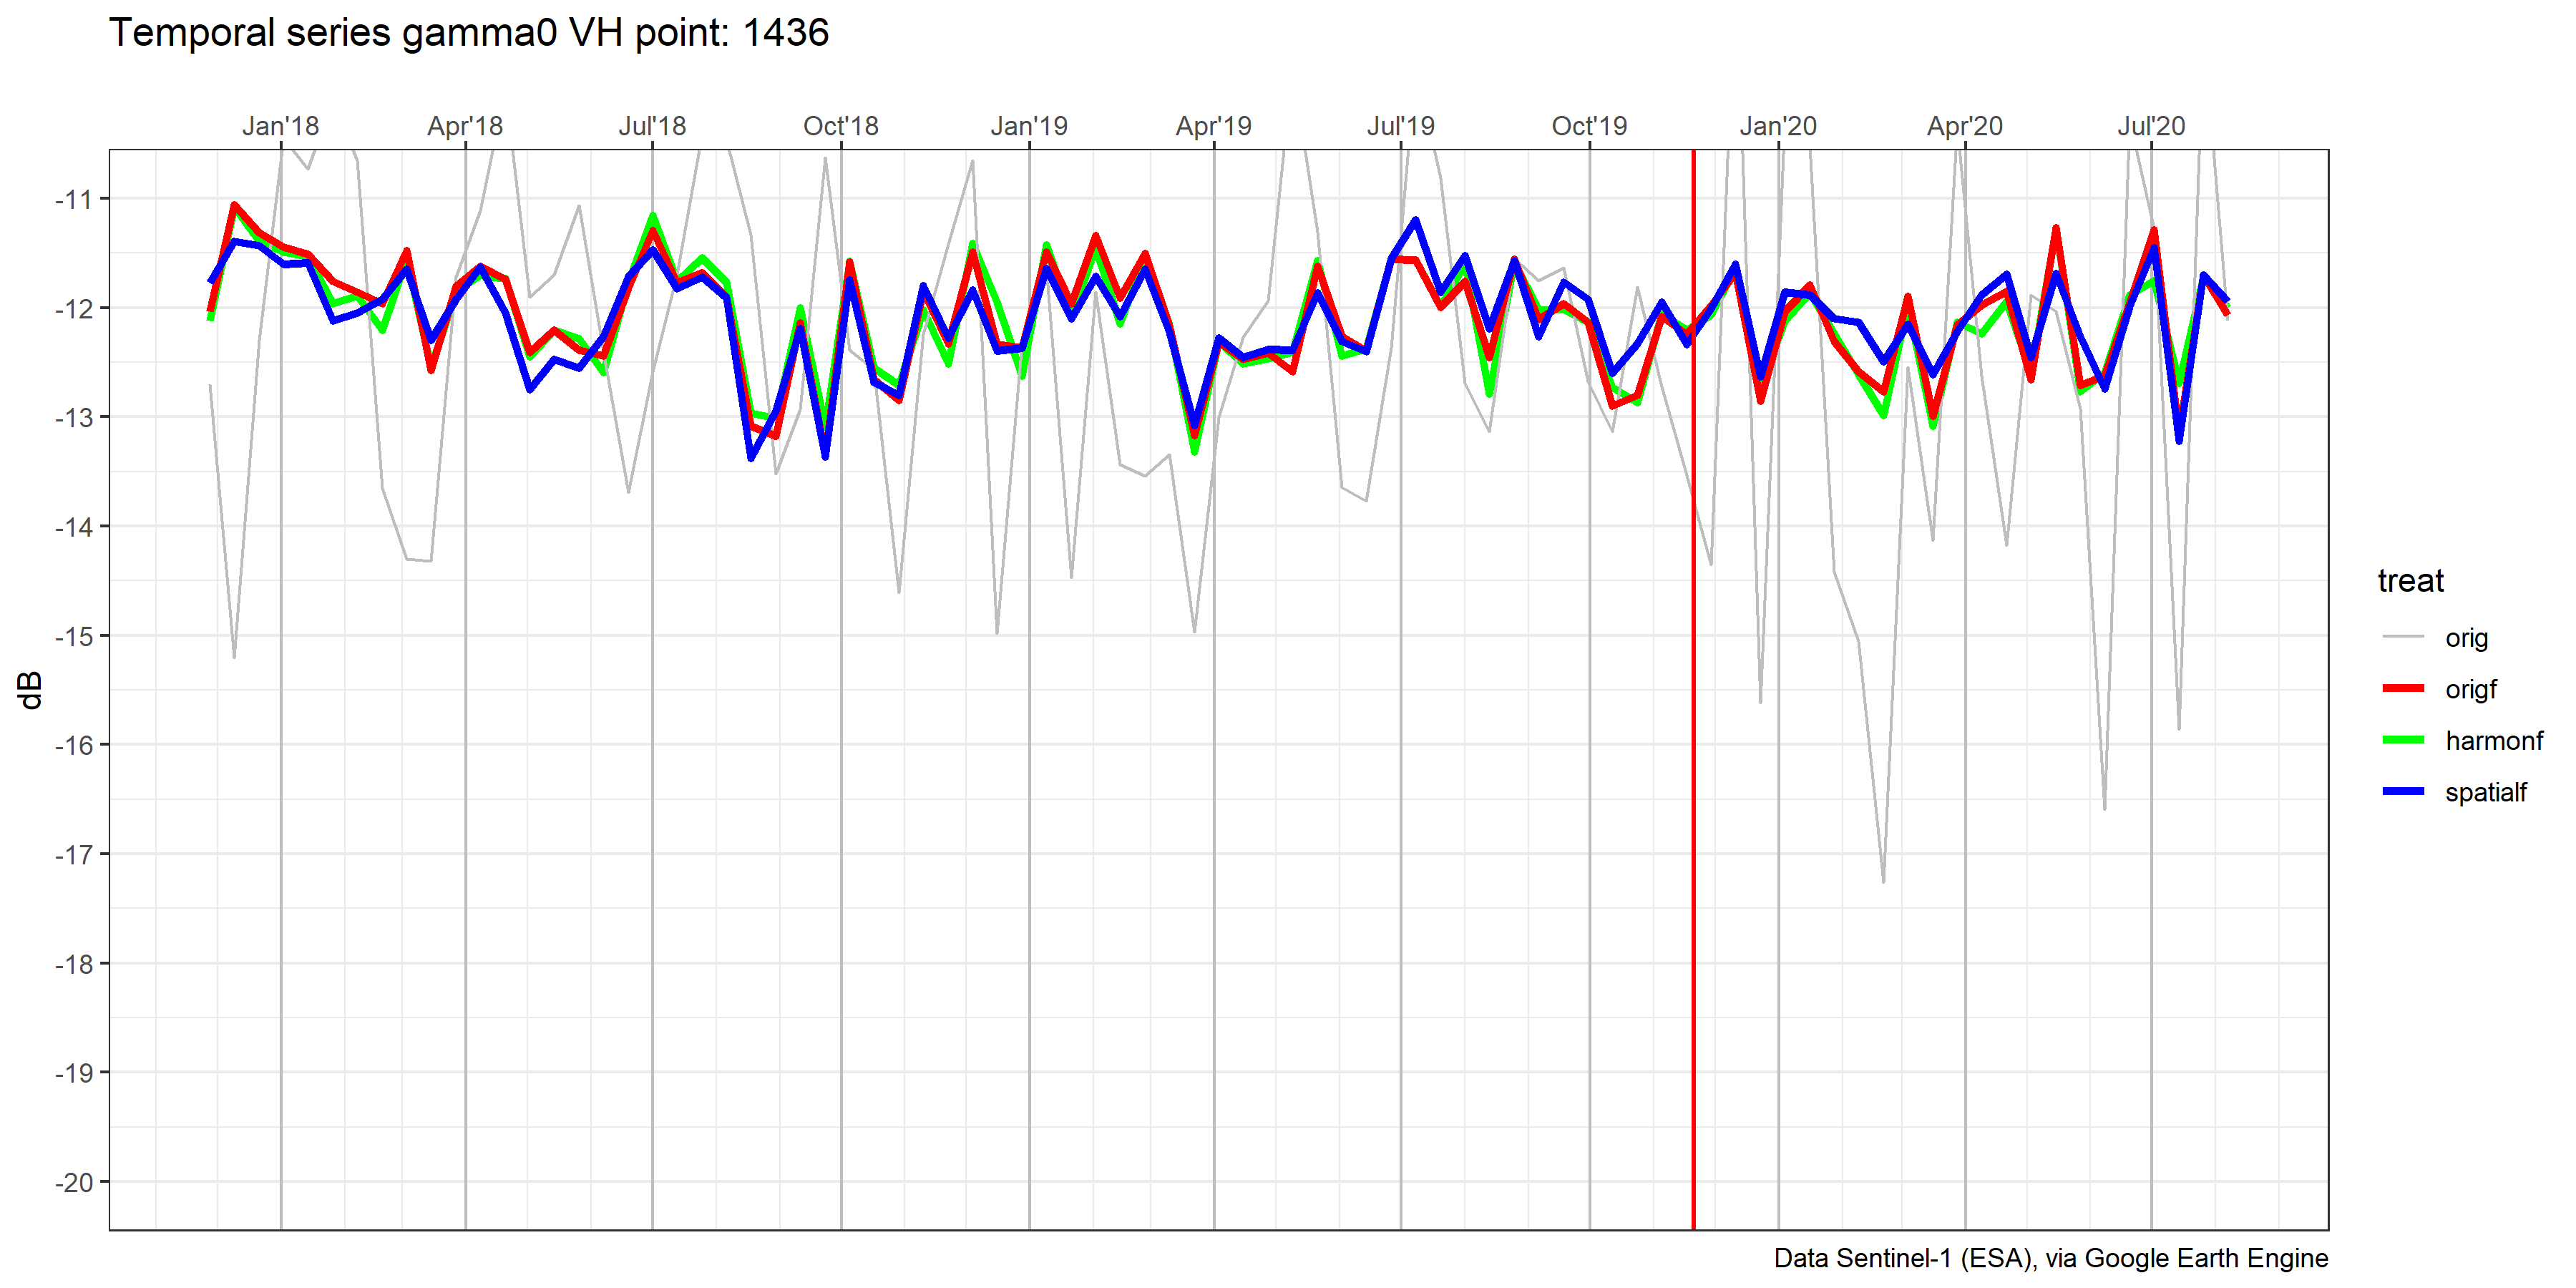 Temporal series gamma0 VH point: 1436
Jan'18 Apr'18 Jul'18 Oct'18 Jan'19 Apr'19 Jul'19 Oct'19 Jan'20 Apr'20 Jul'20
-11
-12
-13
-14
-15
-16
-17
-18
-19
-20
dB
treat
orig
origf
harmonf
spatialf
Data Sentinel-1 (ESA), via Google Earth Engine